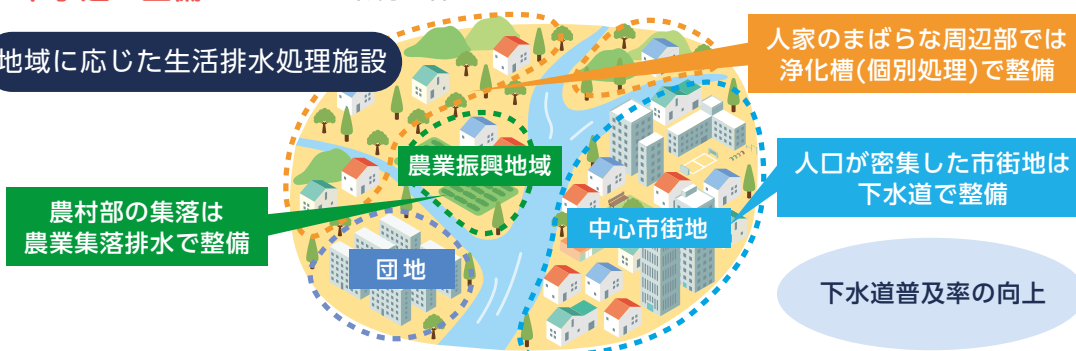 地域に応じた生活排水処理施設
人家のまばらな周辺部では
浄化槽(個別処理)で整備
農業振興地域
人口が密集した市街地は
下水道で整備
農村部の集落は
農業集落排水で整備
中心市街地
団地
下水道普及率の向上